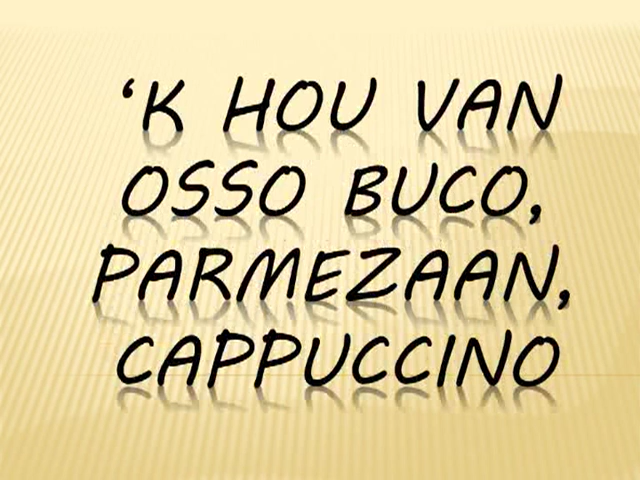 ‘K HOU VAN
OSSO BUCO,
PARMEZAAN,
CAPPUCCINO